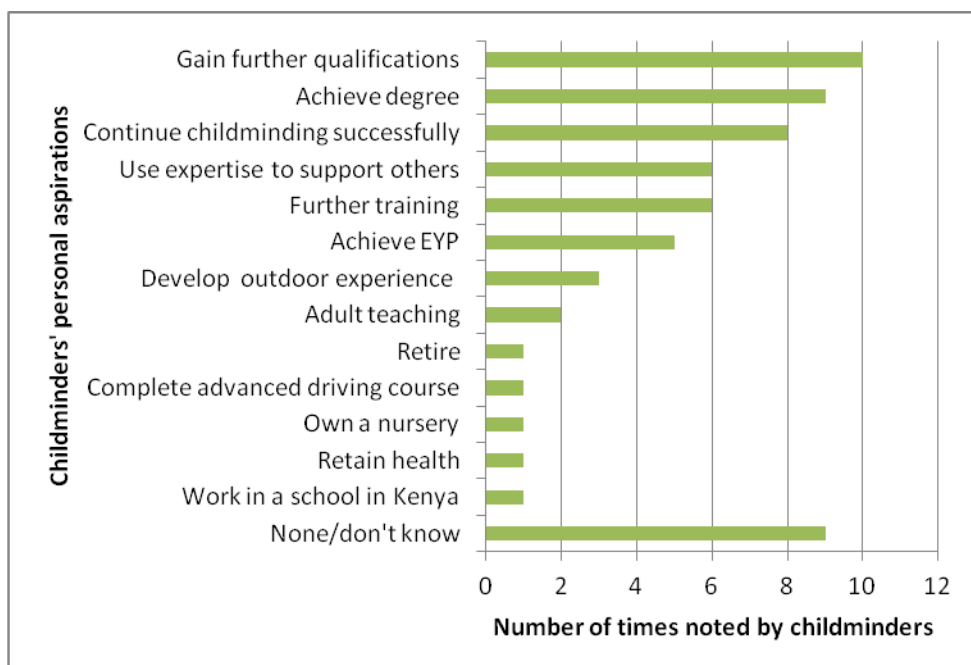 Childminders' personal aspirations
Gain further qualifications
Achieve degree
Continue childminding successfully
Use expertise to support others
Further training
Achieve EYP
Develop outdoor experience
Adult teaching
Retire
Complete advanced driving course
Own a nursery
Retain health
Work in a school in Kenya
None/don't know
0 2 4 6 8 10 12
Number of times noted by childminders